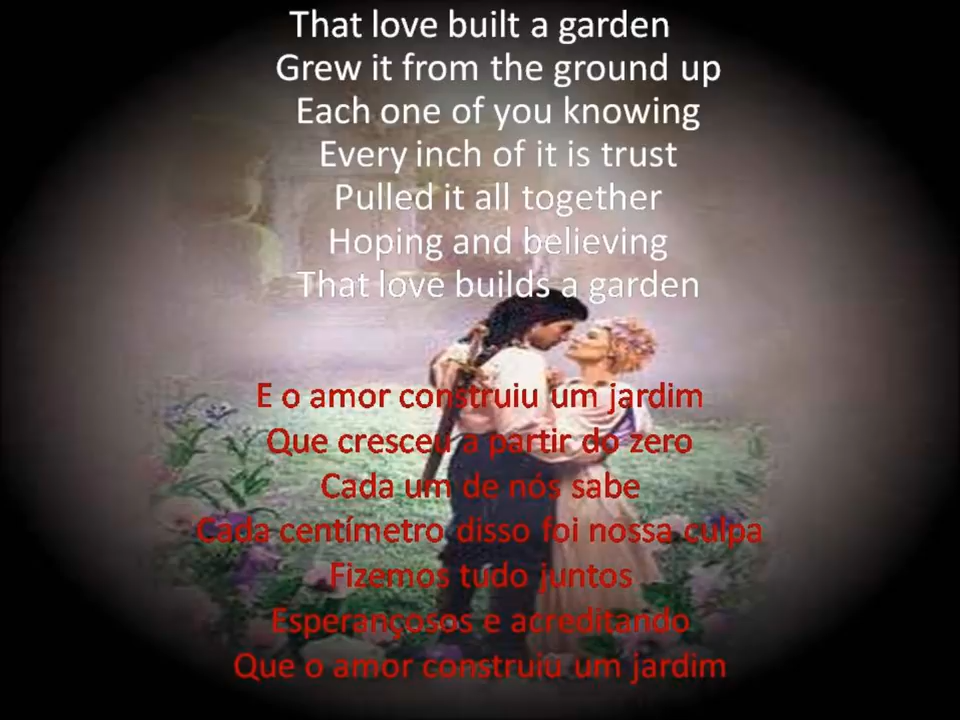 That love built a garden
Grew it from the ground up
Each one of you knowing
Every inch of it is trust
Pulled it all together
Hoping and believing
That love builds a garden
E o amor construiu um jardim
Que cresceu a partir do zero
Cada um de nós sabe
Cada centímetro disso foi nossa culpa
Fizemos tudo juntos
Esperançosos e acreditando
Que o amor construiu um jardim